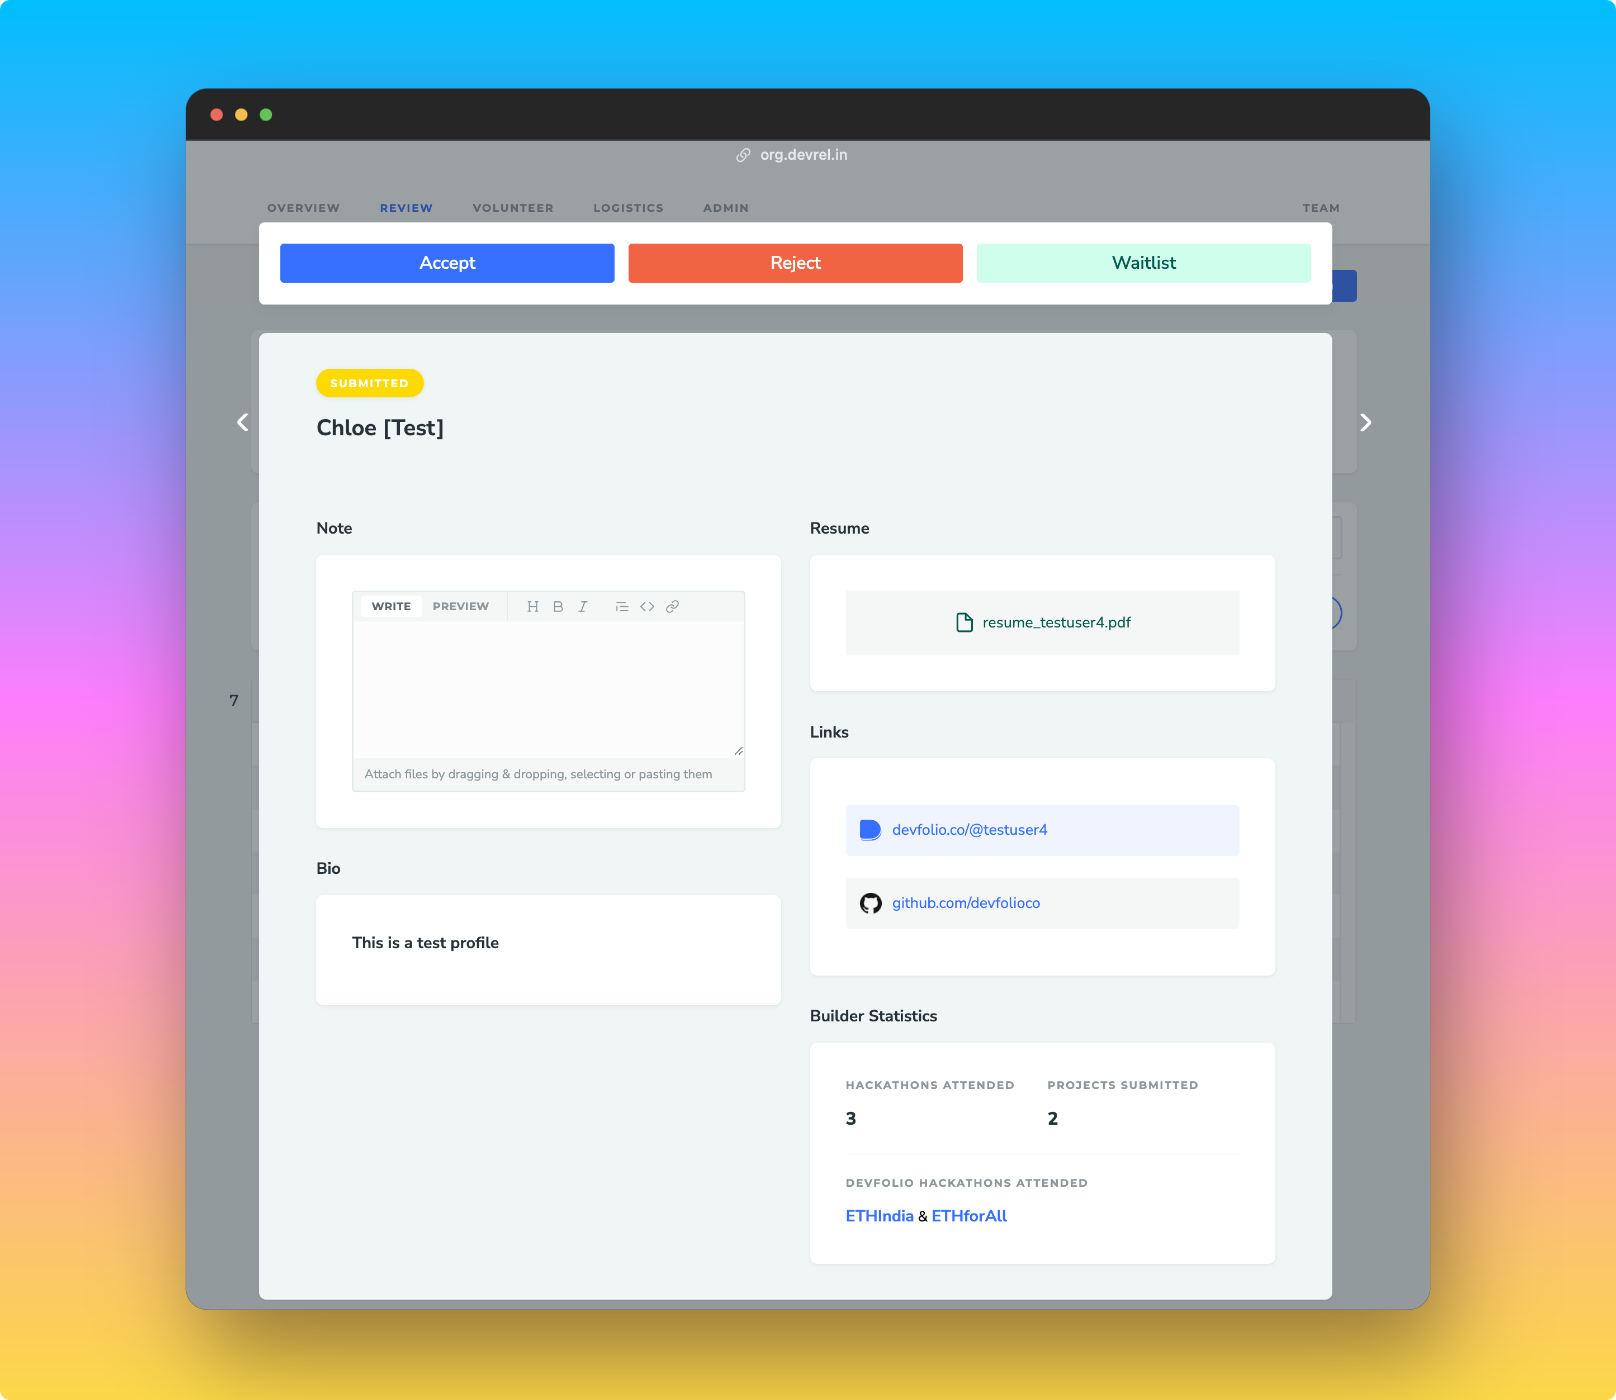 org.devrel.in
OVERVIEW REVIEW VOLUNTEER LOGISTICS ADMIN TEAM
Accept Reject Waitlist
SUBMITTED
Chloe [Test]
Note
WRITE PREVIEW H B I
Attach files by dragging & dropping, selecting or pasting them
Bio
This is a test profile
Resume
resume_testuser4.pdf
Links
devfolio.co/@testuser4
github.com/devfolioco
Builder Statistics
HACKATHONS ATTENDED PROJECTS SUBMITTED
3 2
DEVFOLIO HACKATHONS ATTENDED
ETHIndia & ETHforAll
7